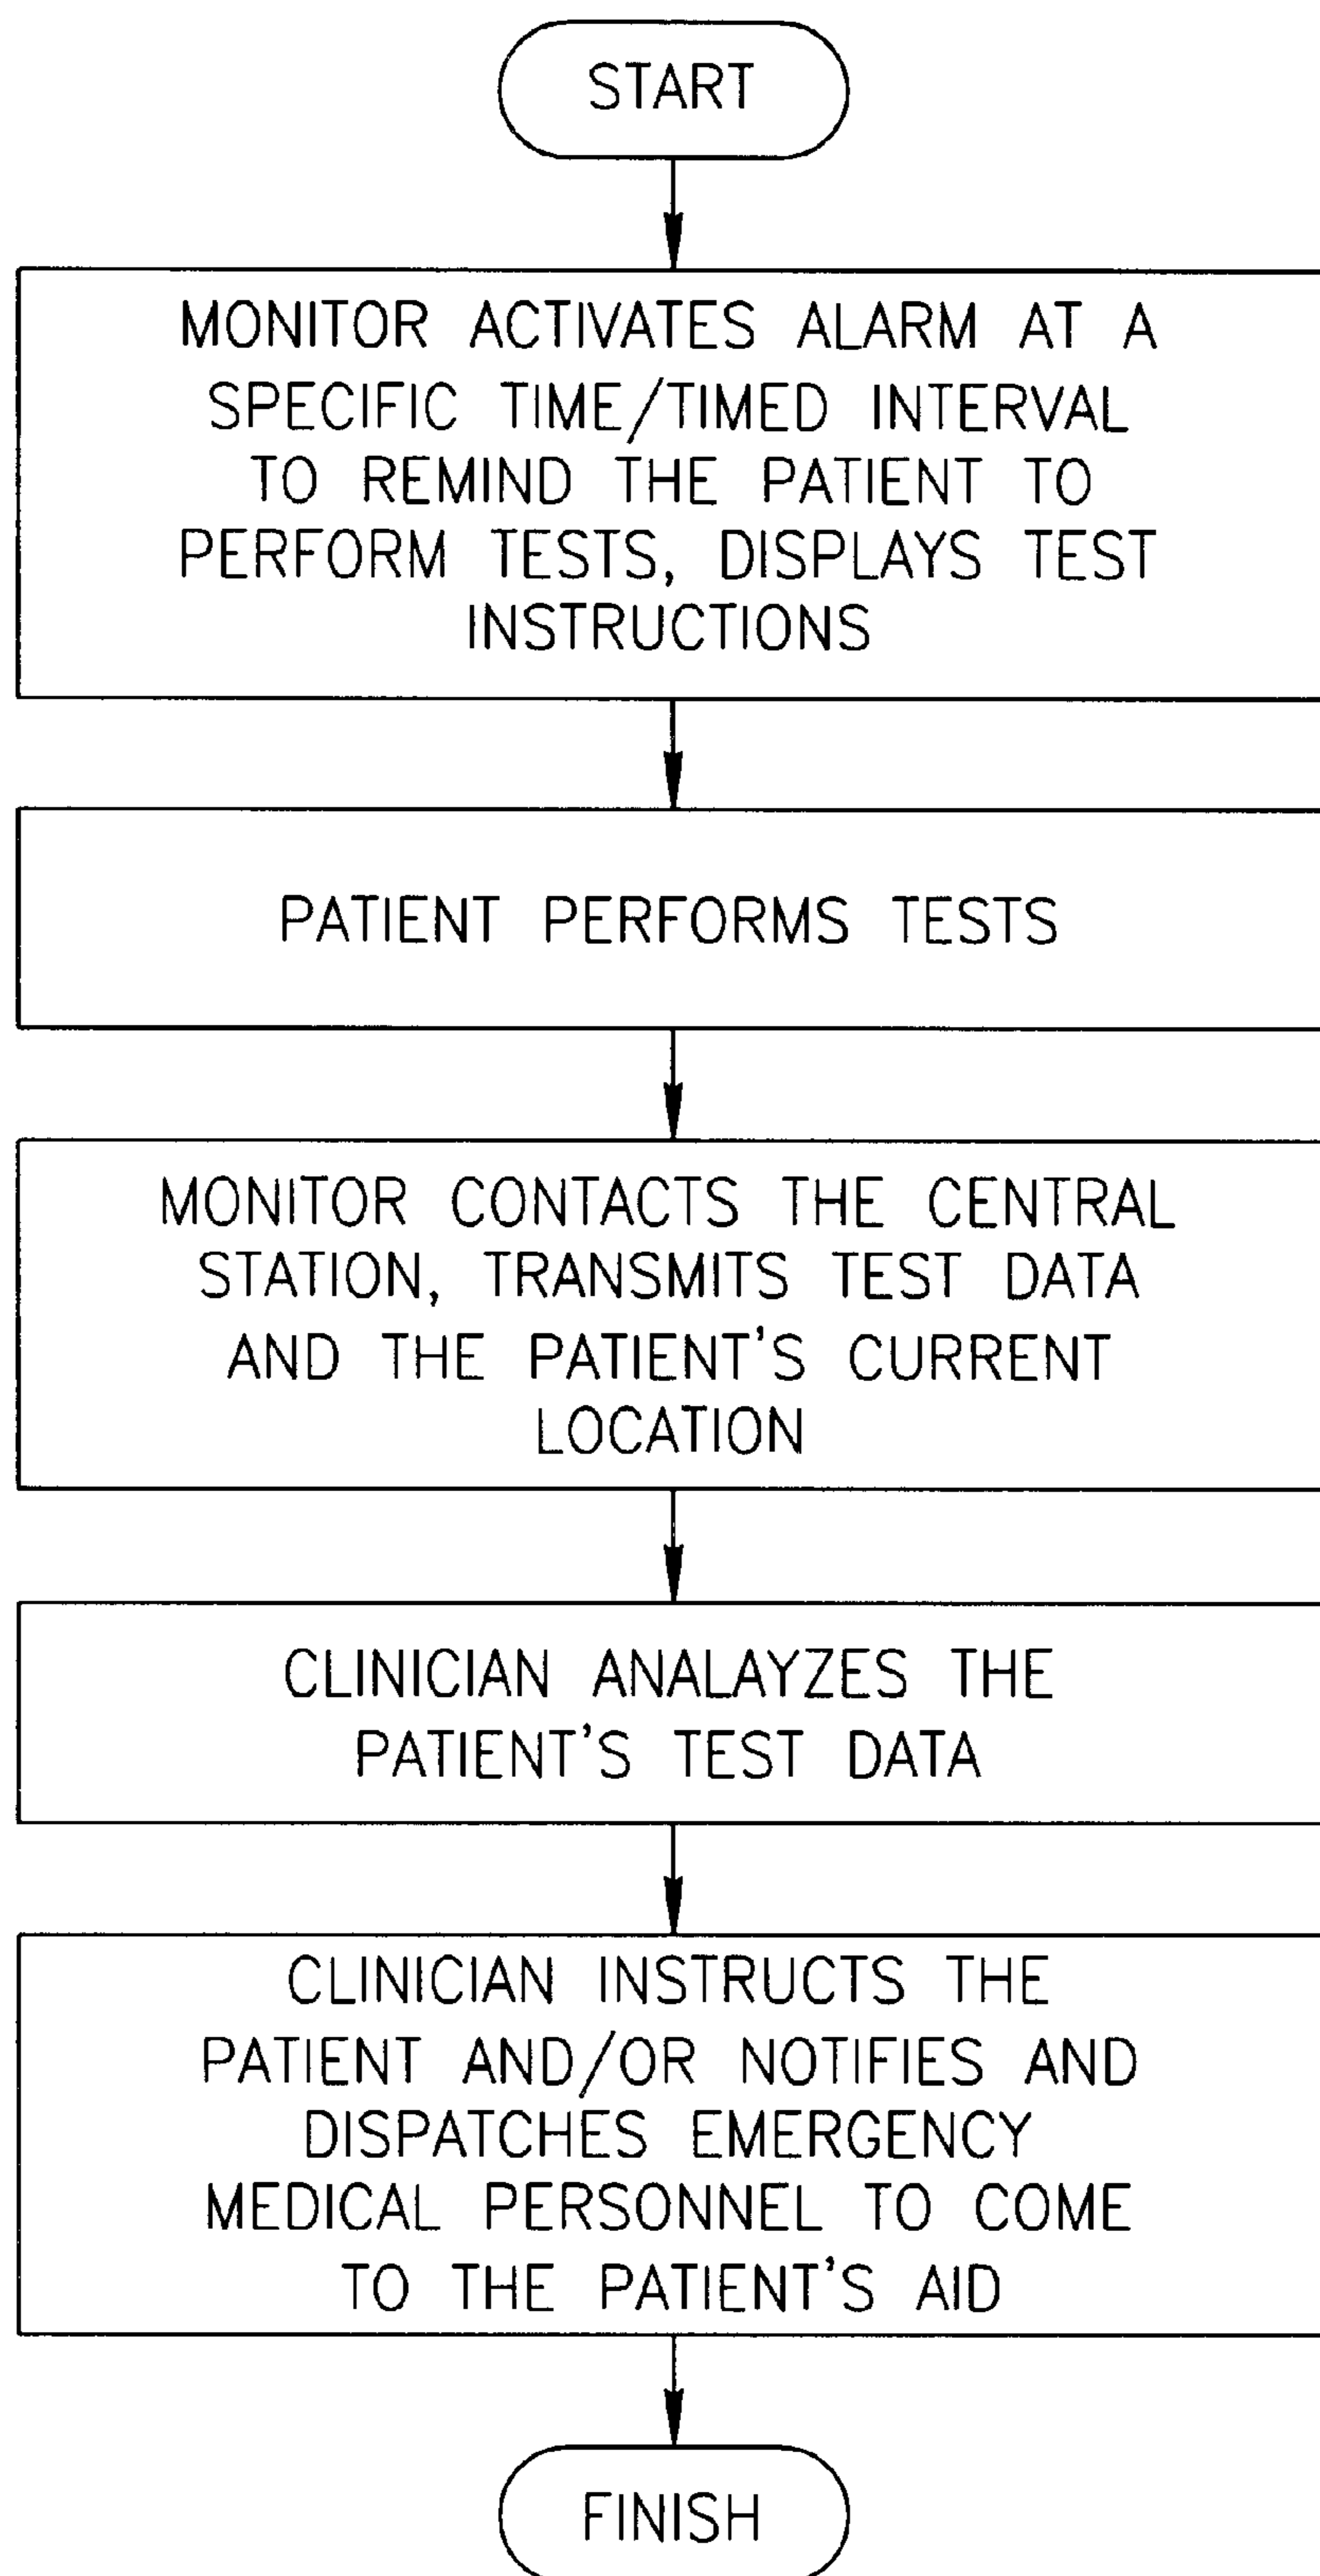 START
MONITOR ACTIVATES ALARM AT A
SPECIFIC TIME/TIMED INTERVAL
TO REMIND THE PATIENT TO
PERFORM TESTS, DISPLAYS TEST
INSTRUCTIONS
PATIENT PERFORMS TESTS
MONITOR CONTACTS THE CENTRAL
STATION, TRANSMITS TEST DATA
AND THE PATIENT'S CURRENT
LOCATION
CLINICIAN ANALAYZES THE
PATIENT'S TEST DATA
CLINICIAN INSTRUCTS THE
PATIENT AND/OR NOTIFIES AND
DISPATCHES EMERGENCY
MEDICAL PERSONNEL TO COME
TO THE PATIENT'S AID
FINISH